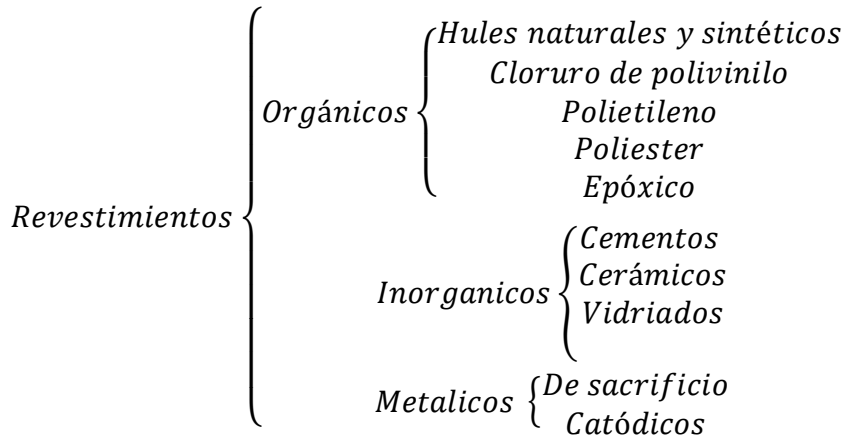 Hules naturales y sintéticos
Cloruro de polivinilo
Orgánicos
Polietileno
Poliester
Epóxico
Revestimientos
Cementos
Inorganicos
Cerámicos
Vidriados
Metalicos
De sacrificio
Catódicos